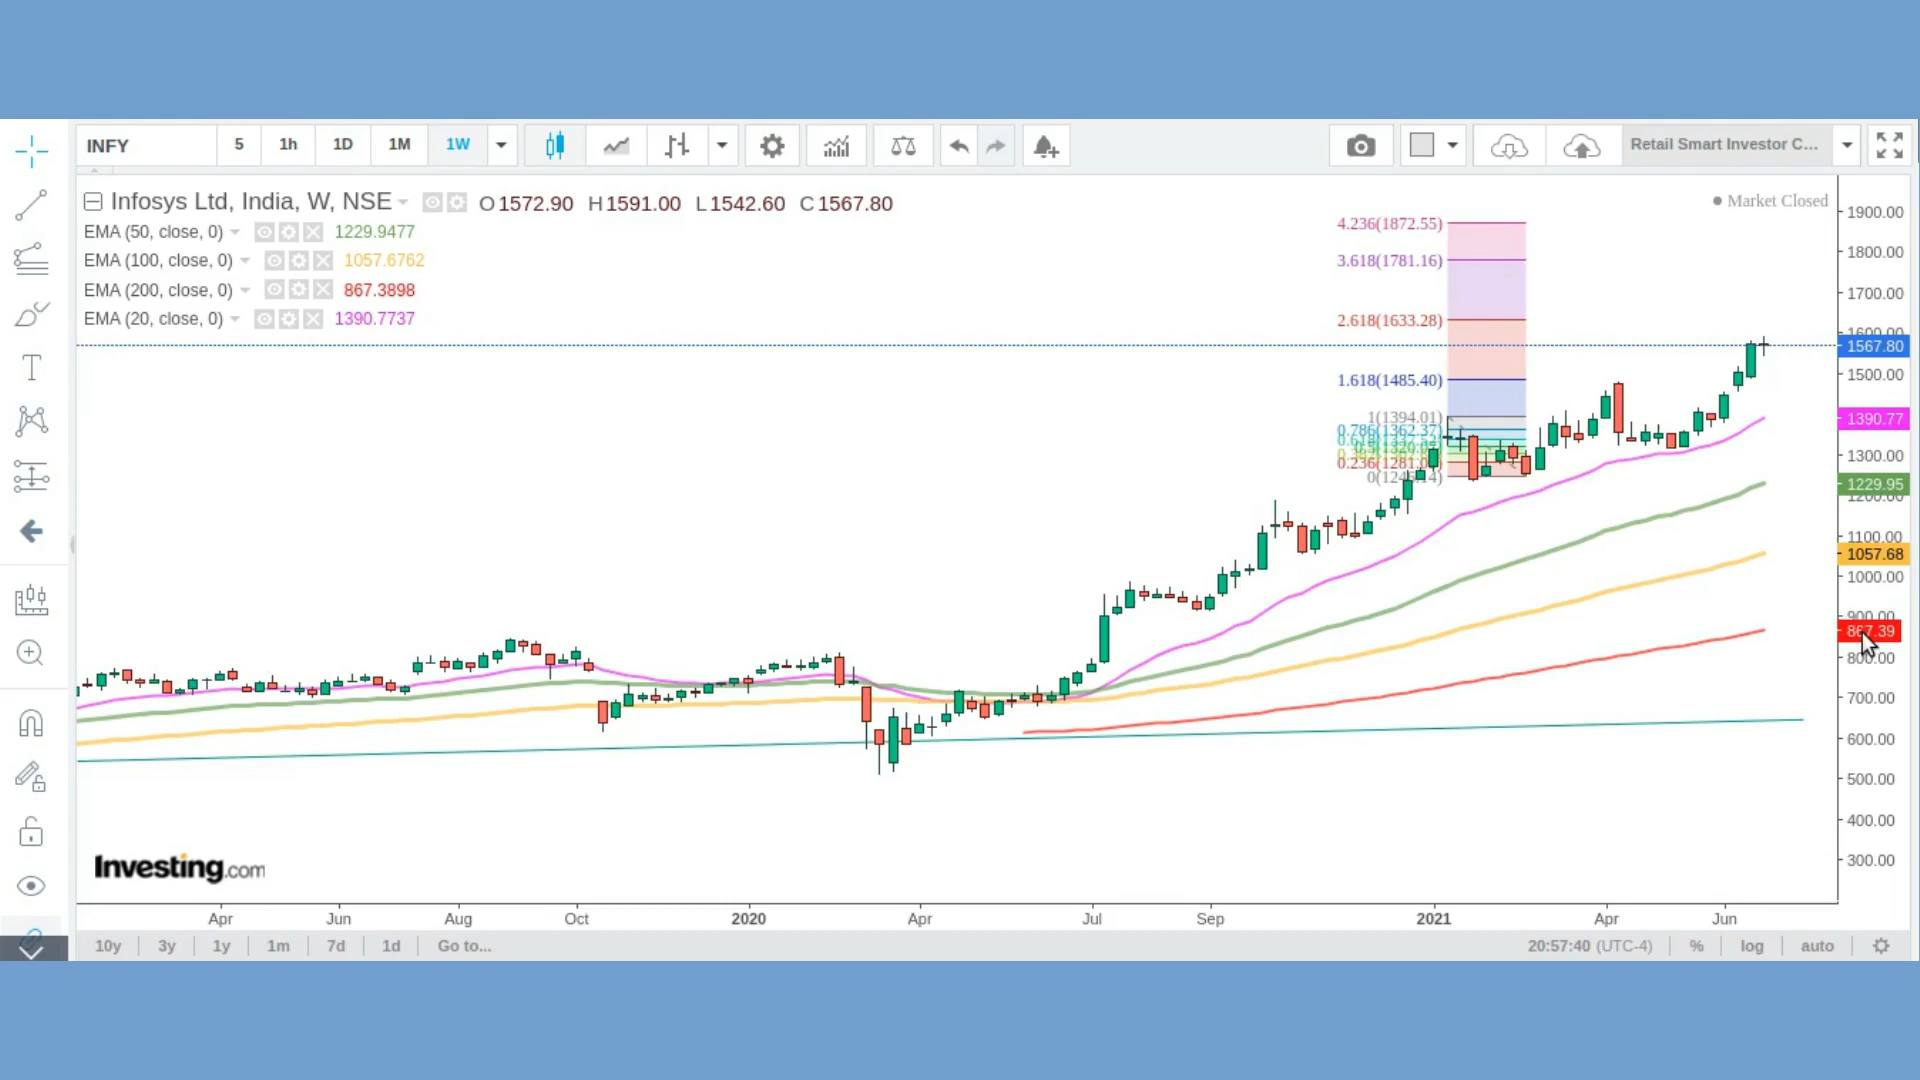 INFY 5 1h 1D 1M 1W Retail Smart Investor C...
Infosys Ltd, India, W, NSE O 1572.90 H 1591.00 L 1542.60 C 1567.80
Market Closed
EMA (50, close, 0) 1229.9477
EMA (100, close, 0) 1057.6762
EMA (200, close, 0) 867.3898
EMA (20, close, 0) 1390.7737
4.236(1872.55)
3.618(1781.16)
2.618(1633.28)
1.618(1485.40)
1(1394.01)
0.786(1362.37)
1900.00
1800.00
1700.00
1600.00
1567.80
1500.00
1390.77
1300.00
1229.95
1200.00
1100.00
1057.68
1000.00
900.00
867.39
800.00
700.00
600.00
500.00
400.00
300.00
Investing.com
Apr Jun Aug Oct 2020 Apr Jul Sep 2021 Apr Jun
10y 3y 1y 1m 7d 1d Go to... 20:57:40 (UTC-4) % log auto